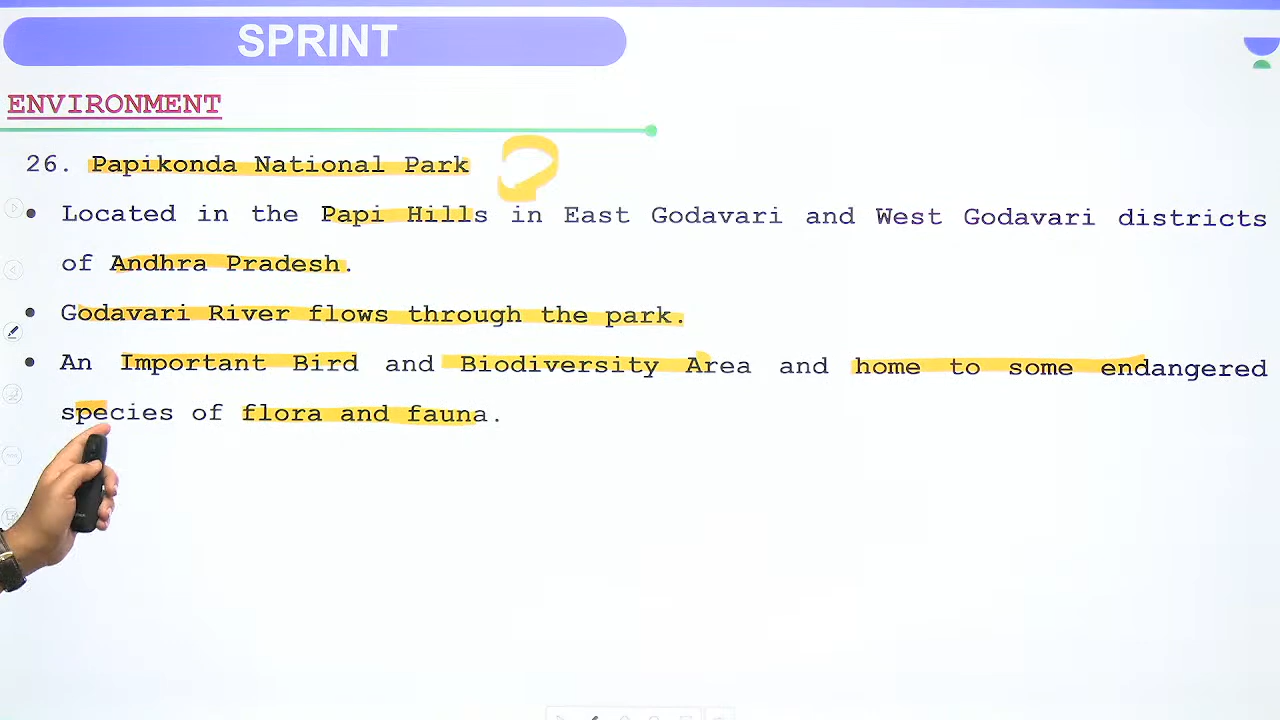 SPRINT
ENVIRONMENT
26. Papikonda National Park
• Located in the Papi Hills in East Godavari and West Godavari districts
of Andhra Pradesh.
• Godavari River flows through the park.
• An Important Bird and Biodiversity Area and home to some endangered
species of flora and fauna.